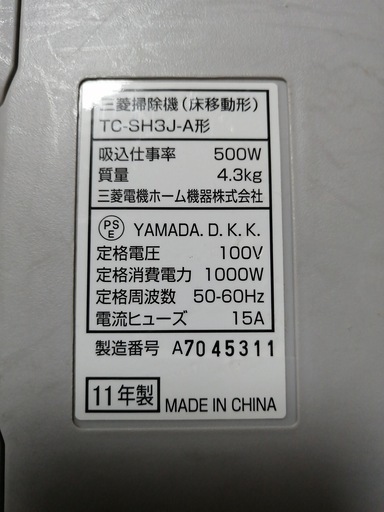 三菱掃除機（床移動形）
TC-SH3J-A形
吸込仕事率 500W
質量 4.3kg
三菱電機ホーム機器株式会社
PSE YAMADA. D. K. K.
定格電圧 100V
定格消費電力 1000W
定格周波数 50-60Hz
電流ヒューズ 15A
製造番号 A7045311
11年製 MADE IN CHINA